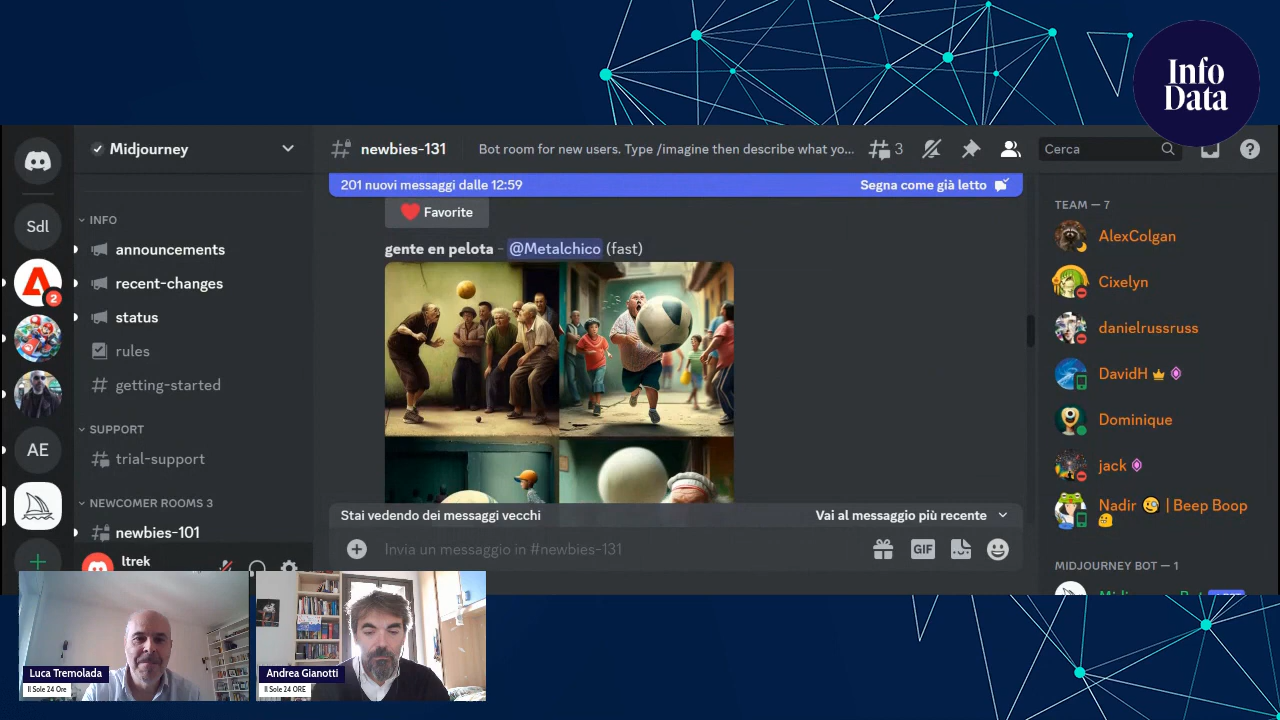 Info
Data
Midjourney
newbies-131
Bot room for new users. Type /imagine then describe what yo...
3
Cerca
201 nuovi messaggi dalle 12:59
Segna come già letto
Favorite
gente en pelota - @Metalchico (fast)
Sdl
2
AE
INFO
announcements
recent-changes
status
rules
getting-started
SUPPORT
trial-support
NEWCOMER ROOMS 3
newbies-101
ltrek
Stai vedendo dei messaggi vecchi
Vai al messaggio più recente
Invia un messaggio in #newbies-131
GIF
TEAM — 7
AlexColgan
Cixelyn
danielrussruss
DavidH
Dominique
jack
Nadir | Beep Boop
MIDJOURNEY BOT — 1
Luca Tremolada
Il Sole 24 Ore
Andrea Gianotti
Il Sole 24 ORE